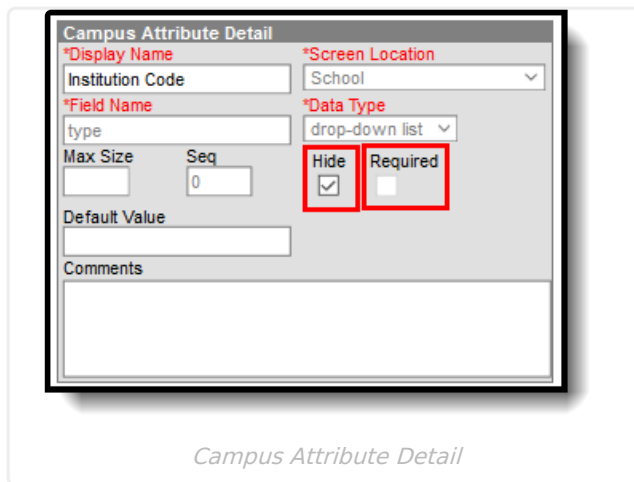 Campus Attribute Detail
*Display Name *Screen Location
Institution Code School
*Field Name *Data Type
type drop-down list
Max Size Seq Hide Required
0
Default Value
Comments
Campus Attribute Detail